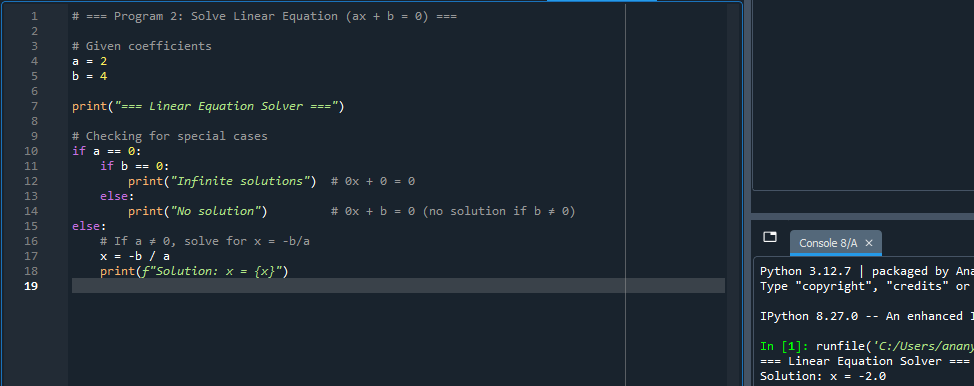 1 # === Program 2: Solve Linear Equation (ax + b = 0) ===
2
3 # Given coefficients
4 a = 2
5 b = 4
6
7 print("=== Linear Equation Solver ===")
8
9 # Checking for special cases
10 if a == 0:
11     if b == 0:
12         print("Infinite solutions")  # 0x + 0 = 0
13     else:
14         print("No solution")         # 0x + b = 0 (no solution if b ≠ 0)
15 else:
16     # If a ≠ 0, solve for x = -b/a
17     x = -b / a
18     print(f"Solution: x = {x}")
19
Console 8/A ×
Python 3.12.7 | packaged by Ana
Type "copyright", "credits" or
IPython 8.27.0 -- An enhanced I
In [1]: runfile('C:/Users/anany
=== Linear Equation Solver ===
Solution: x = -2.0